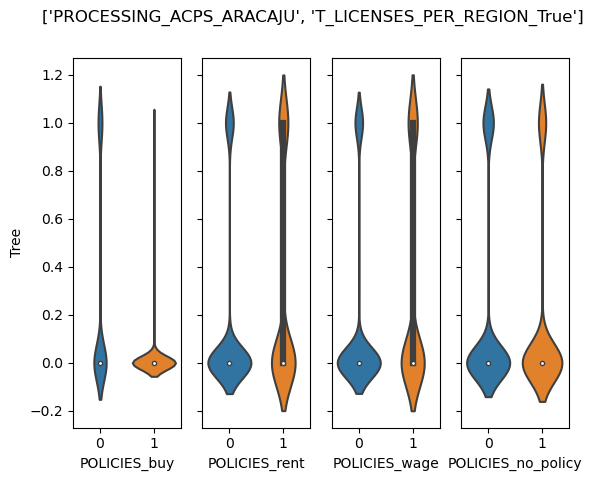 ['PROCESSING_ACPS_ARACAJU', 'T_LICENSES_PER_REGION_True']
1.2
1.0
0.8
0.6
0.4
0.2
0.0
−0.2
Tree
0 1 0 1 0 1 0 1
POLICIES_buy POLICIES_rent POLICIES_wage POLICIES_no_policy